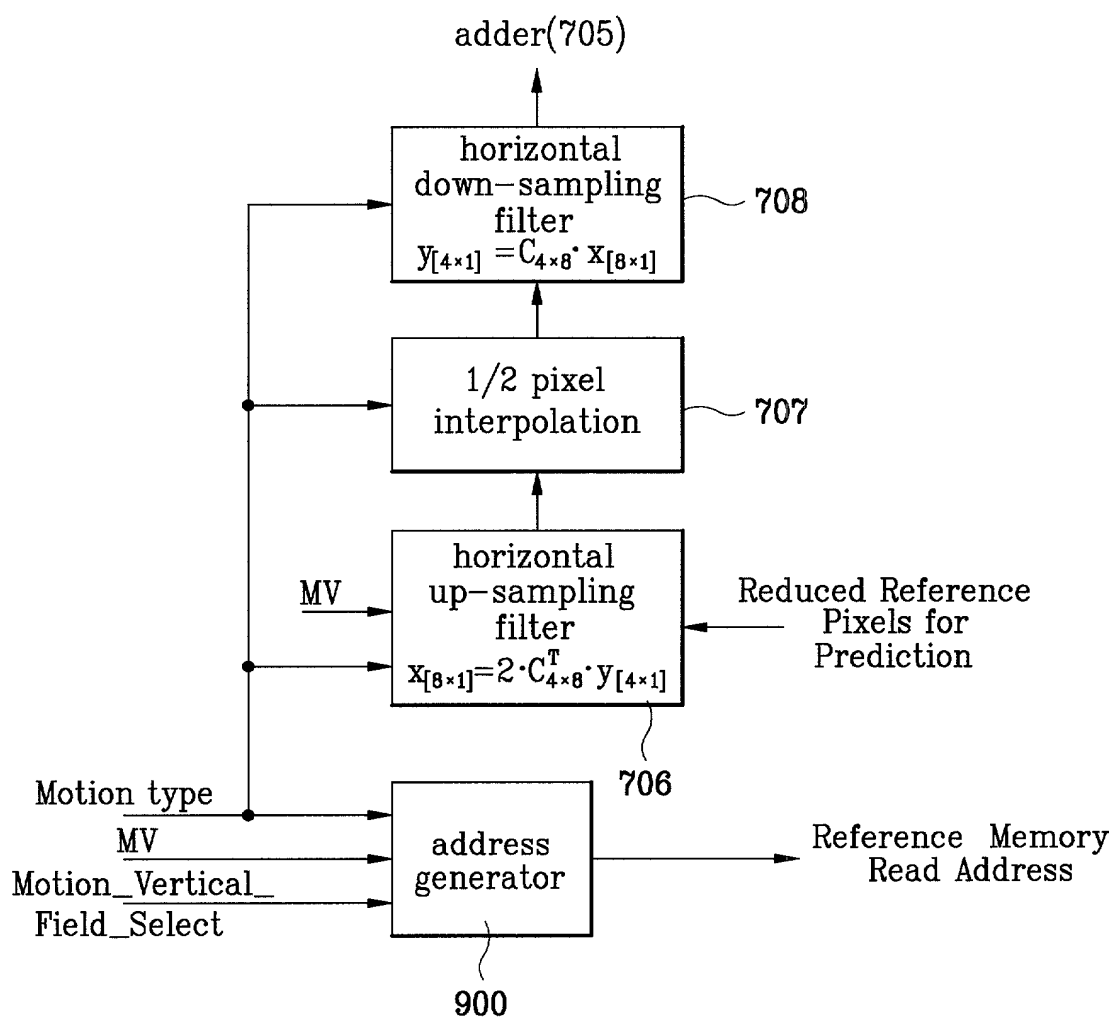 adder(705)
horizontal
down-sampling
filter
y[4×1] = C4×8· x[8×1]
708
1/2 pixel
interpolation
707
MV
horizontal
up-sampling
filter
x[8×1]=2·C^T4×8·y[4×1]
Reduced Reference
Pixels for
Prediction
706
Motion type
MV
Motion_Vertical_
Field_Select
address
generator
Reference Memory
Read Address
900